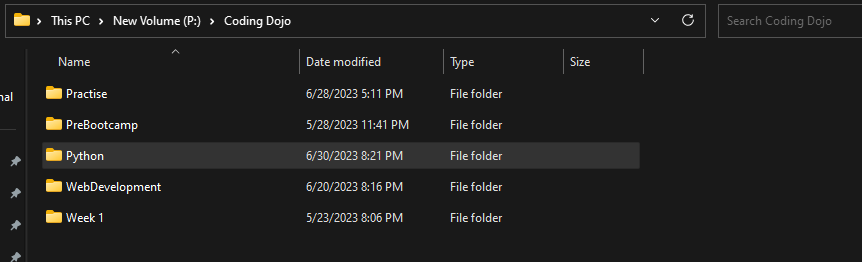 This PC > New Volume (P:) > Coding Dojo
Search Coding Dojo
Name Date modified Type Size
Practise 6/28/2023 5:11 PM File folder
nal
PreBootcamp 5/28/2023 11:41 PM File folder
Python 6/30/2023 8:21 PM File folder
WebDevelopment 6/20/2023 8:16 PM File folder
Week 1 5/23/2023 8:06 PM File folder